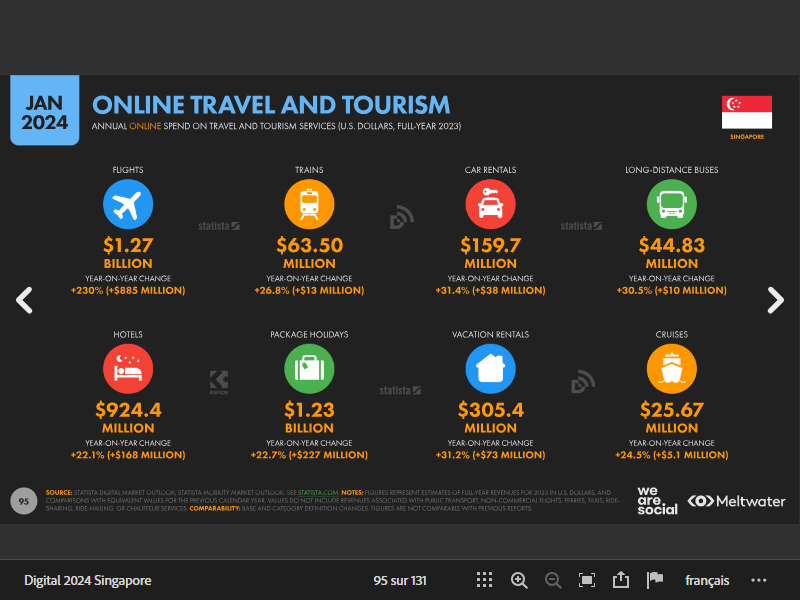 JAN
2024
ONLINE TRAVEL AND TOURISM
ANNUAL ONLINE SPEND ON TRAVEL AND TOURISM SERVICES (U.S. DOLLARS, FULL-YEAR 2023)
SINGAPORE
FLIGHTS
$1.27
BILLION
YEAR-ON-YEAR CHANGE
+230% (+$885 MILLION)
TRAINS
$63.50
MILLION
YEAR-ON-YEAR CHANGE
+26.8% (+$13 MILLION)
CAR RENTALS
$159.7
MILLION
YEAR-ON-YEAR CHANGE
+31.4% (+$38 MILLION)
LONG-DISTANCE BUSES
$44.83
MILLION
YEAR-ON-YEAR CHANGE
+30.5% (+$10 MILLION)
statista
statista
HOTELS
$924.4
MILLION
YEAR-ON-YEAR CHANGE
+22.1% (+$168 MILLION)
PACKAGE HOLIDAYS
$1.23
BILLION
YEAR-ON-YEAR CHANGE
+22.7% (+$227 MILLION)
VACATION RENTALS
$305.4
MILLION
YEAR-ON-YEAR CHANGE
+31.2% (+$73 MILLION)
CRUISES
$25.67
MILLION
YEAR-ON-YEAR CHANGE
+24.5% (+$5.1 MILLION)
KEPIOS
statista
95
SOURCE: STATISTA DIGITAL MARKET OUTLOOK; STATISTA MOBILITY MARKET OUTLOOK. SEE STATISTA.COM. NOTES: FIGURES REPRESENT ESTIMATES OF FULL-YEAR REVENUES FOR 2023 IN U.S. DOLLARS, AND
COMPARISONS WITH EQUIVALENT VALUES FOR THE PREVIOUS CALENDAR YEAR. VALUES DO NOT INCLUDE REVENUES ASSOCIATED WITH PUBLIC TRANSPORT, NON-COMMERCIAL FLIGHTS, FERRIES, TAXIS, RIDE-
SHARING, RIDE-HAILING, OR CHAUFFEUR SERVICES. COMPARABILITY: BASE AND CATEGORY DEFINITION CHANGES. FIGURES ARE NOT COMPARABLE WITH PREVIOUS REPORTS.
we
are.
social
Meltwater
Digital 2024 Singapore
95 sur 131
français